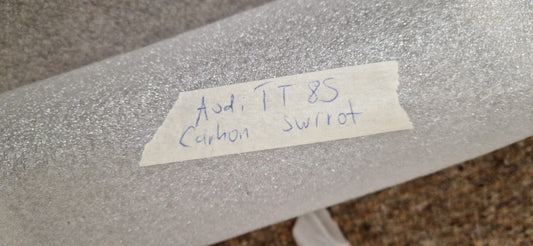 Audi TT 8S
Carbon swrrot